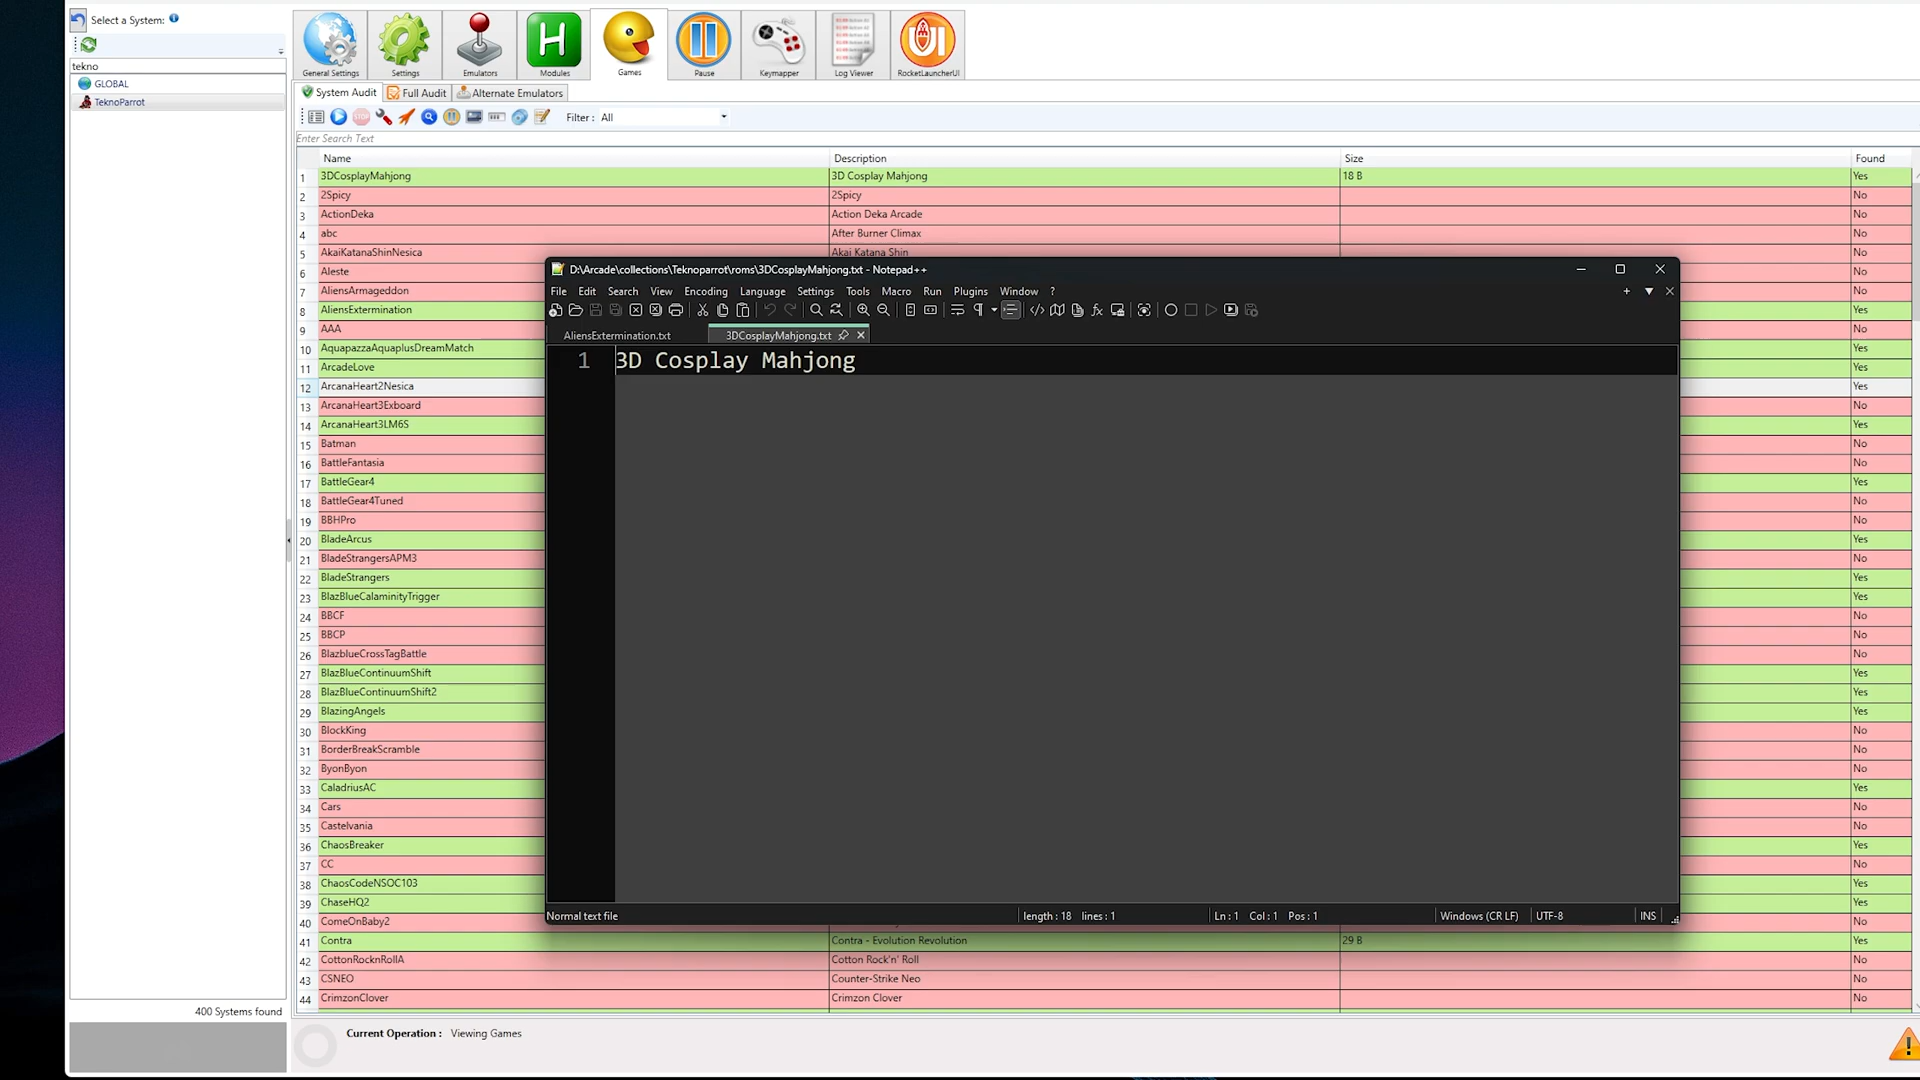 Select a System:
tekno
GLOBAL
TeknoParrot
400 Systems found
General Settings
Settings
Emulators
Modules
Games
Pause
Keymapper
Log Viewer
RocketLauncherUI
System Audit Full Audit Alternate Emulators
Filter : All
Enter Search Text
Name Description Size Found
1 3DCosplayMahjong 3D Cosplay Mahjong 18 B Yes
2 2Spicy 2Spicy No
3 ActionDeka Action Deka Arcade No
4 abc After Burner Climax No
5 AkaiKatanaShinNesica Akai Katana Shin No
6 Aleste No
7 AliensArmageddon No
8 AliensExtermination Yes
9 AAA No
10 AquapazzaAquaplusDreamMatch Yes
11 ArcadeLove Yes
12 ArcanaHeart2Nesica Yes
13 ArcanaHeart3Exboard No
14 ArcanaHeart3LM6S Yes
15 Batman No
16 BattleFantasia No
17 BattleGear4 Yes
18 BattleGear4Tuned No
19 BBHPro No
20 BladeArcus Yes
21 BladeStrangersAPM3 No
22 BladeStrangers Yes
23 BlazBlueCalaminityTrigger Yes
24 BBCF No
25 BBCP No
26 BlazblueCrossTagBattle No
27 BlazBlueContinuumShift Yes
28 BlazBlueContinuumShift2 Yes
29 BlazingAngels Yes
30 BlockKing No
31 BorderBreakScramble No
32 ByonByon No
33 CaladriusAC Yes
34 Cars No
35 Castelvania No
36 ChaosBreaker Yes
37 CC No
38 ChaosCodeNSOC103 Yes
39 ChaseHQ2 Yes
40 ComeOnBaby2 No
41 Contra Contra - Evolution Revolution 29 B Yes
42 CottonRocknRollA Cotton Rock'n' Roll No
43 CSNEO Counter-Strike Neo No
44 CrimzonClover Crimzon Clover No
D:\Arcade\collections\Teknoparrot\roms\3DCosplayMahjong.txt - Notepad++
File Edit Search View Encoding Language Settings Tools Macro Run Plugins Window ?
AliensExtermination.txt 3DCosplayMahjong.txt
1 3D Cosplay Mahjong
Normal text file length : 18 lines : 1 Ln : 1 Col : 1 Pos : 1 Windows (CR LF) UTF-8 INS
Current Operation : Viewing Games